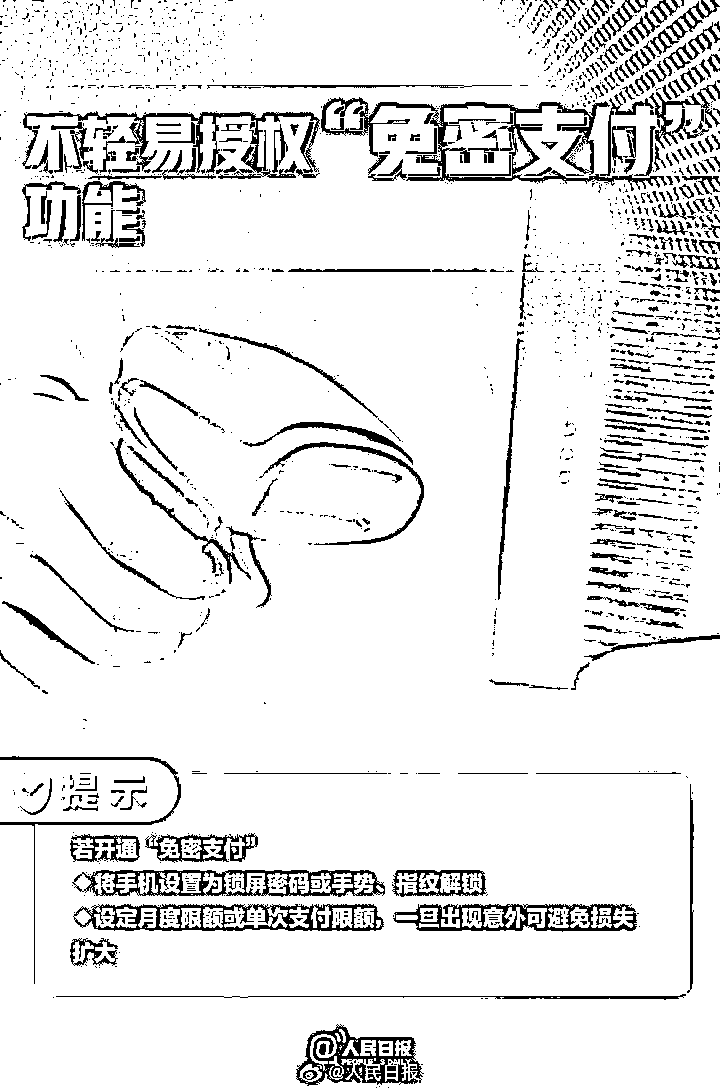 不轻易授权“免密支付”
功能
提示
若开通“免密支付”
◇将手机设置为锁屏密码或手势、指纹解锁
◇设定月度限额或单次支付限额，一旦出现意外可避免损失
扩大
@人民日报
PEOPLE'S DAILY
@人民日报